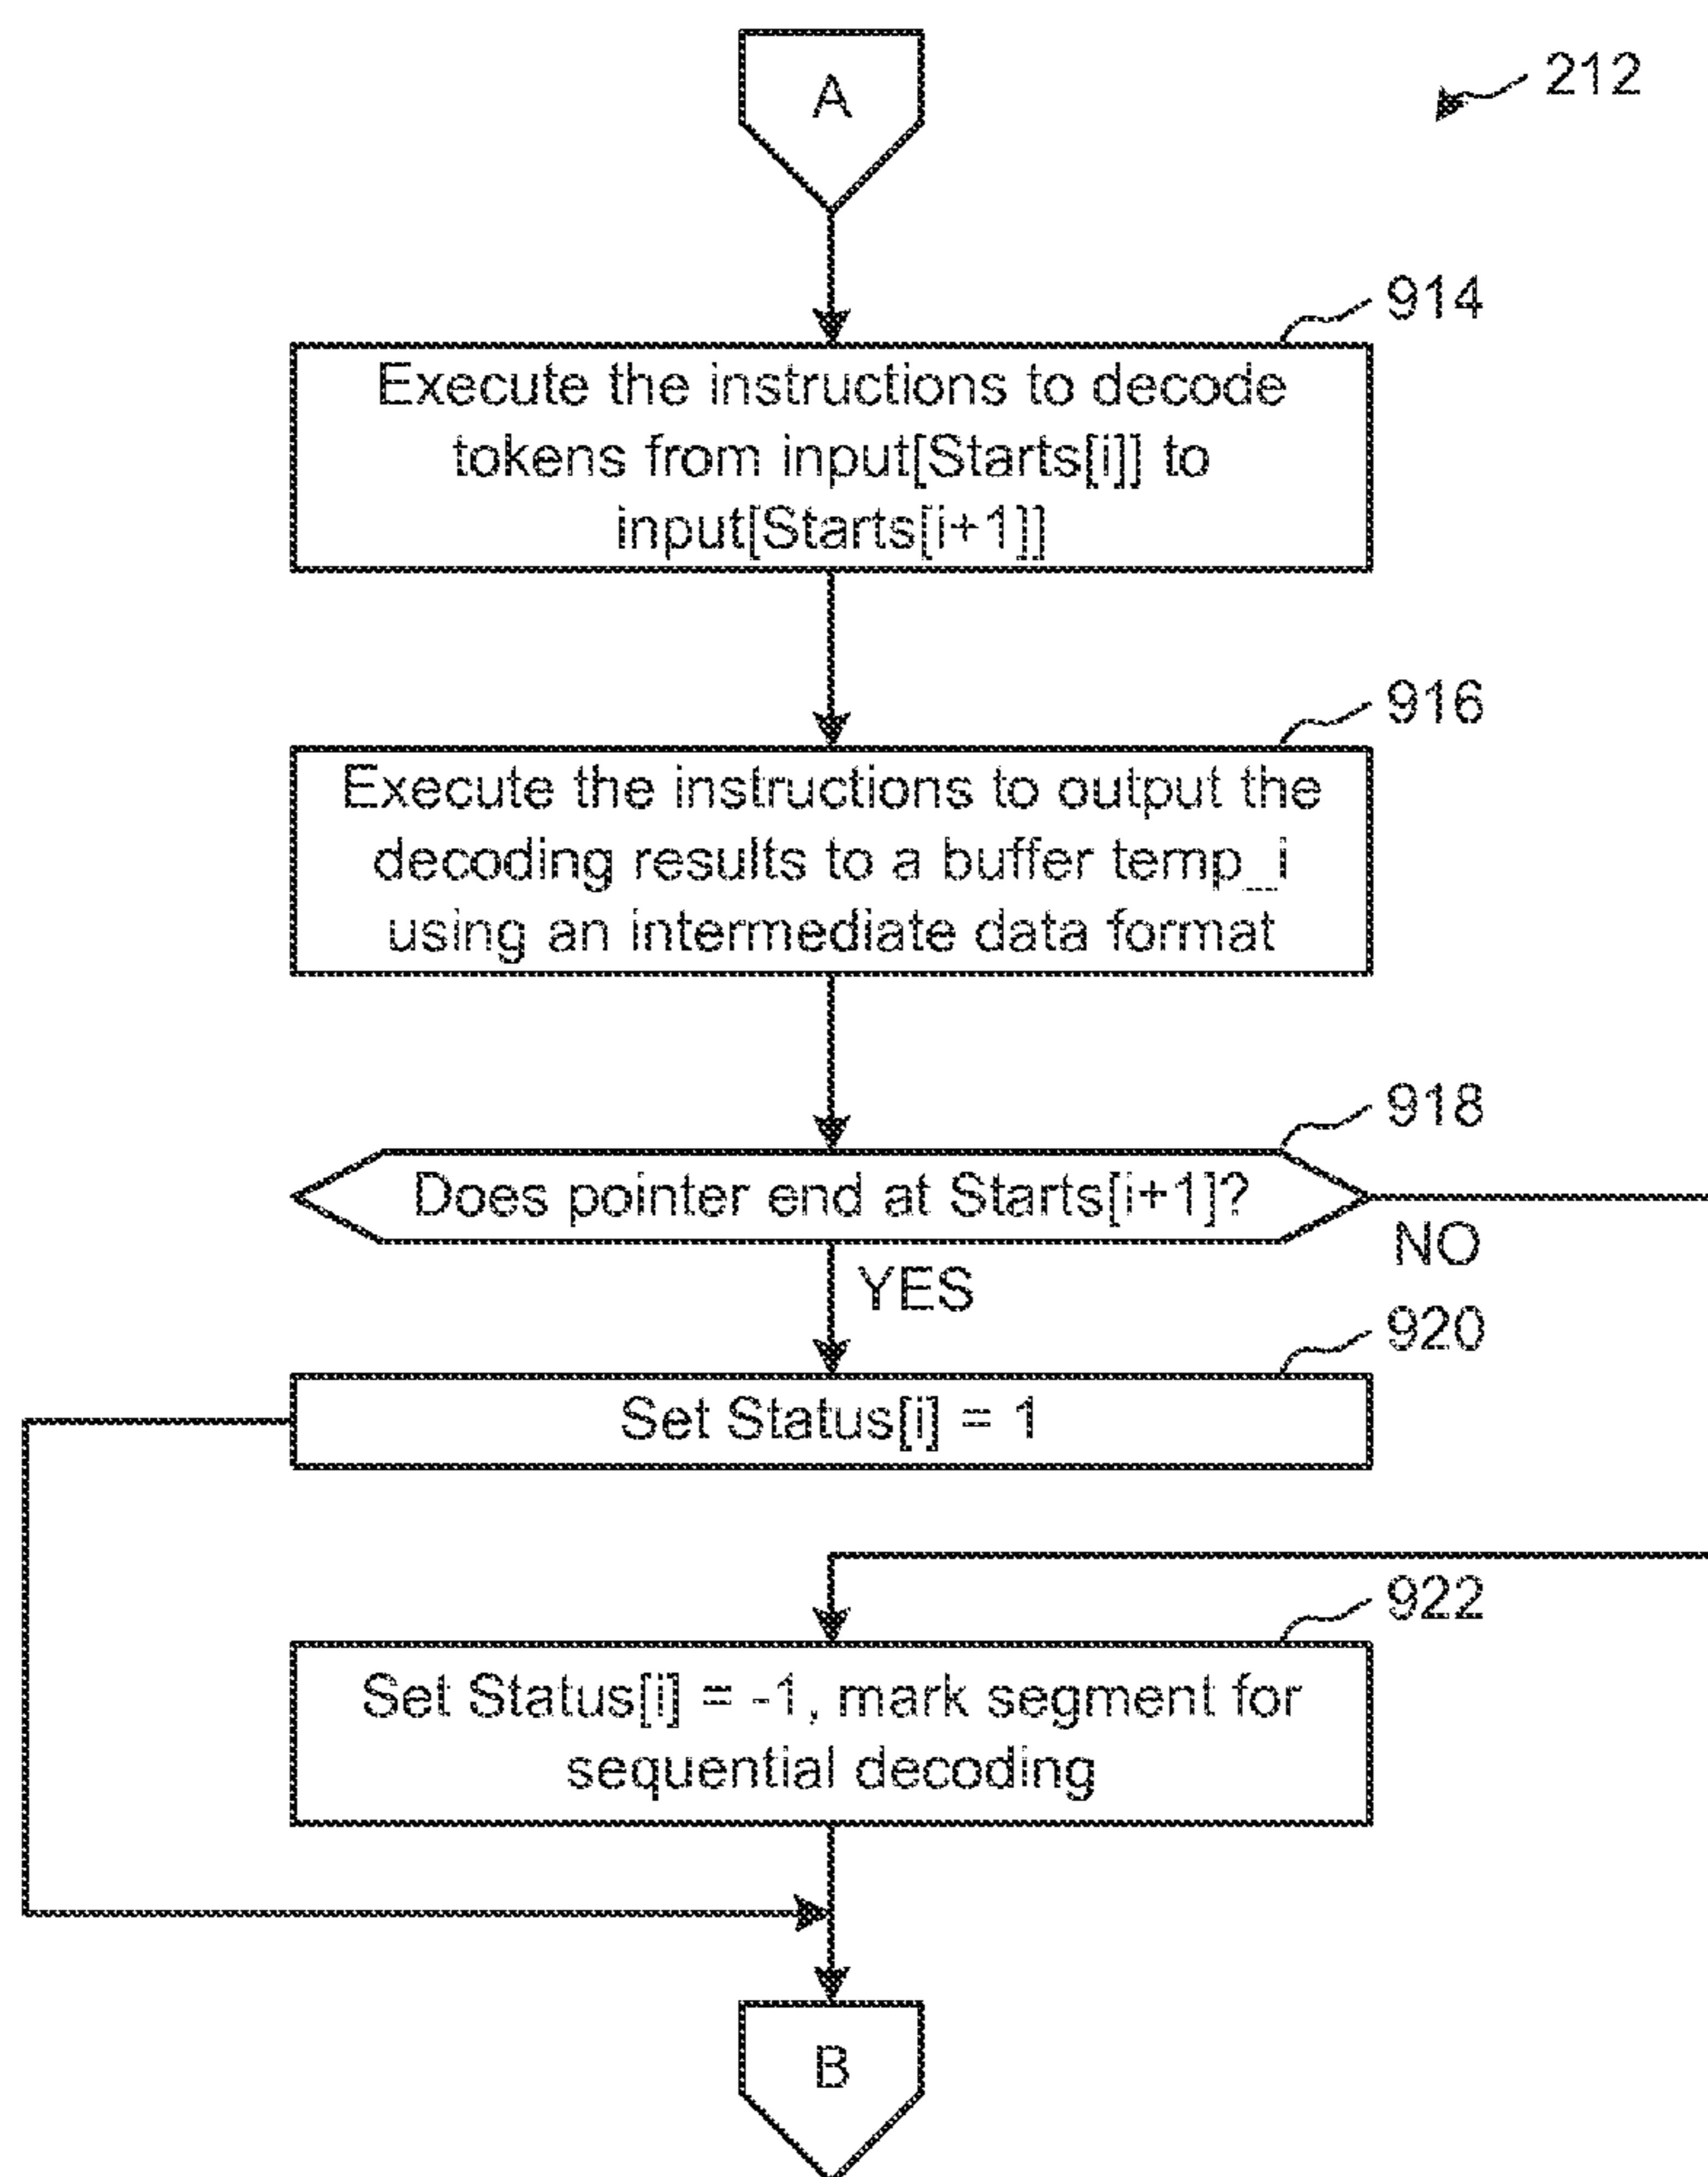 A
212
914
Execute the instructions to decode
tokens from input[Starts[i]] to
input[Starts[i+1]]
916
Execute the instructions to output the
decoding results to a buffer temp_i
using an intermediate data format
918
Does pointer end at Starts[i+1]?
NO
YES
920
Set Status[i] = 1
922
Set Status[i] = -1, mark segment for
sequential decoding
B